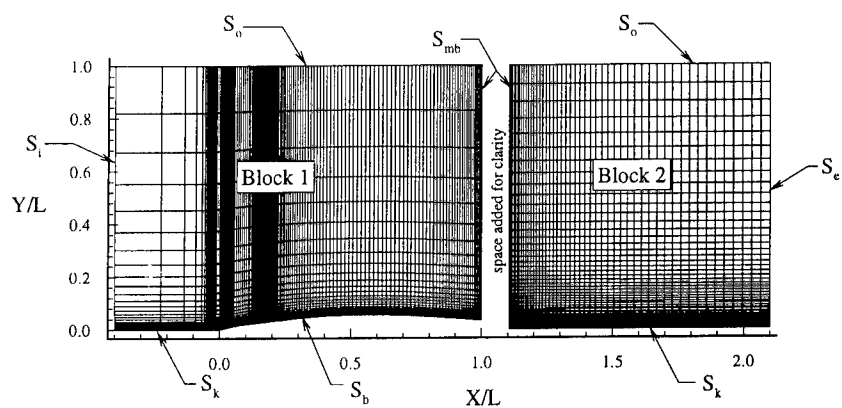 S_o
S_mb
S_o
1.0
0.8
0.6
0.4
0.2
0.0
S_i
Y/L
Block 1
space added for clarity
Block 2
S_e
0.0
0.5
1.0
1.5
2.0
S_k
S_b
X/L
S_k